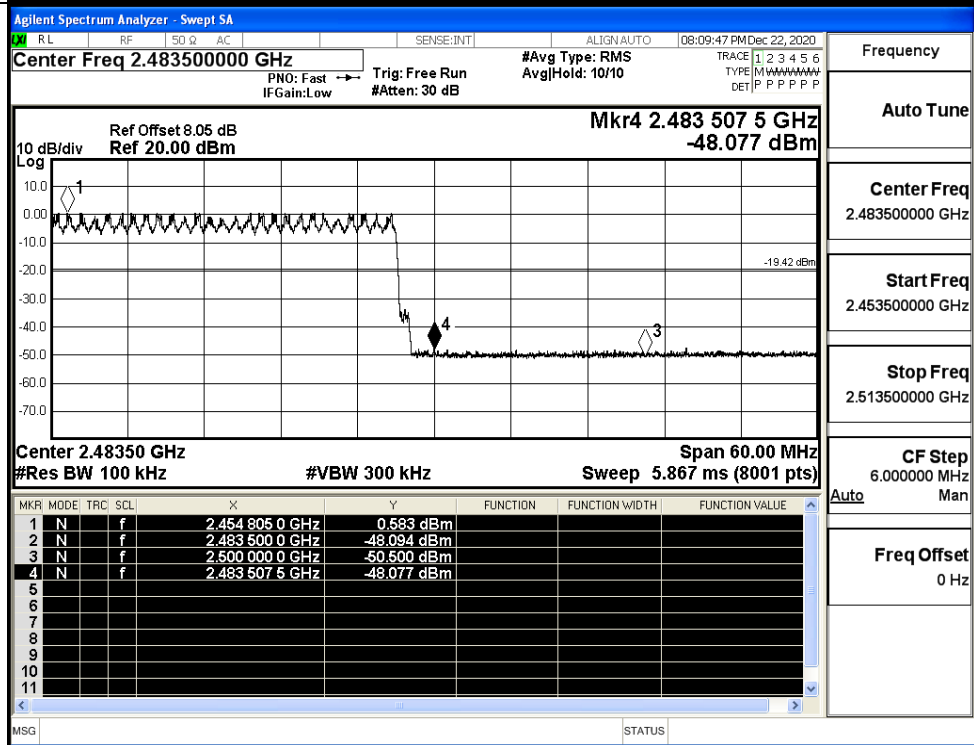 Agilent Spectrum Analyzer - Swept SA
LXI RL RF 50 Ω AC SENSE:INT ALIGNAUTO 08:09:47 PM Dec 22, 2020
Center Freq 2.483500000 GHz
PNO: Fast
IFGain:Low
Trig: Free Run
#Atten: 30 dB
#Avg Type: RMS
Avg|Hold: 10/10
TRACE 1 2 3 4 5 6
TYPE M WWWWW
DET P P P P P P
Ref Offset 8.05 dB
10 dB/div Ref 20.00 dBm
Log
Mkr4 2.483 507 5 GHz
-48.077 dBm
10.0
0.00
-10.0
-20.0
-30.0
-40.0
-50.0
-60.0
-70.0
1
-19.42 dBm
4
3
Center 2.48350 GHz Span 60.00 MHz
#Res BW 100 kHz #VBW 300 kHz Sweep 5.867 ms (8001 pts)
MKR MODE TRC SCL X Y FUNCTION FUNCTION WIDTH FUNCTION VALUE
1 N f 2.454 805 0 GHz 0.583 dBm
2 N f 2.483 500 0 GHz -48.094 dBm
3 N f 2.500 000 0 GHz -50.500 dBm
4 N f 2.483 507 5 GHz -48.077 dBm
5
6
7
8
9
10
11
MSG STATUS
Frequency
Auto Tune
Center Freq
2.483500000 GHz
Start Freq
2.453500000 GHz
Stop Freq
2.513500000 GHz
CF Step
6.000000 MHz
Auto Man
Freq Offset
0 Hz